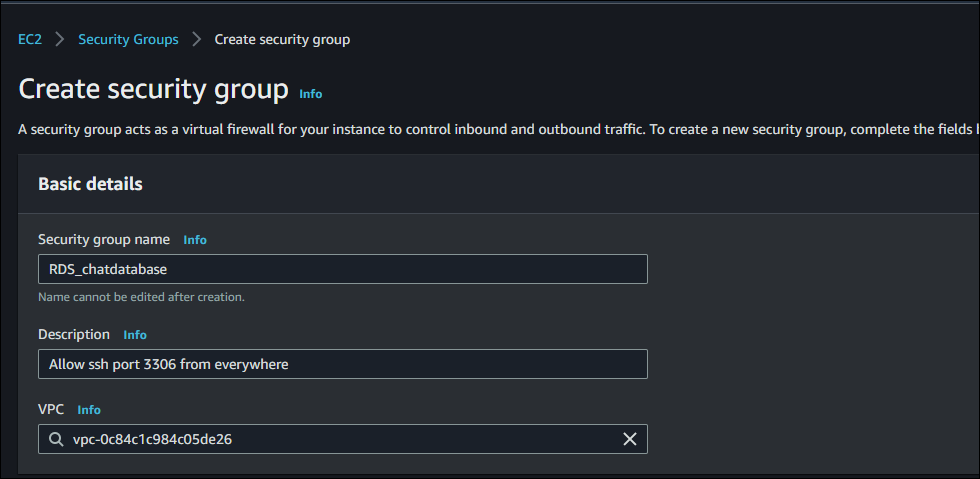 EC2 > Security Groups > Create security group
Create security group Info
A security group acts as a virtual firewall for your instance to control inbound and outbound traffic. To create a new security group, complete the fields
Basic details
Security group name Info
RDS_chatdatabase
Name cannot be edited after creation.
Description Info
Allow ssh port 3306 from everywhere
VPC Info
vpc-0c84c1c984c05de26